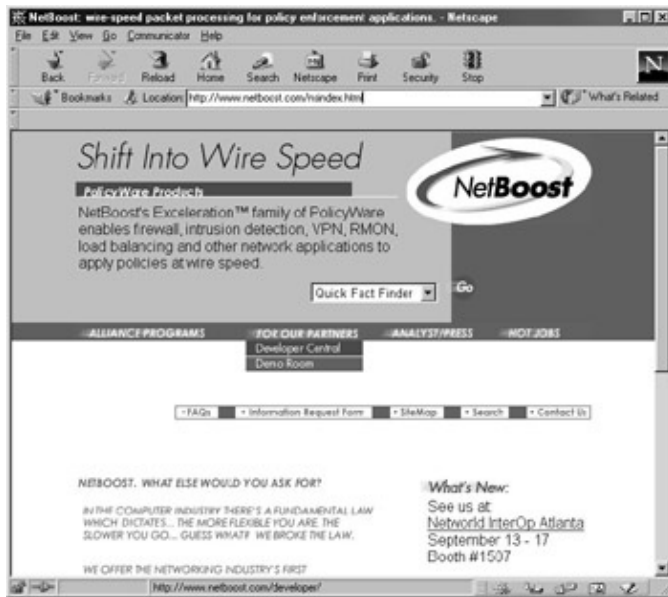 NetBoost: wire-speed packet processing for policy enforcement applications. - Netscape
File Edit View Go Communicator Help
Back Forward Reload Home Search Netscape Print Security Stop
N
Bookmarks Location: http://www.netboost.com/nsindex.htm What's Related
Shift Into Wire Speed
NetBoost
PolicyWare Products
NetBoost's Exceleration™ family of PolicyWare
enables firewall, intrusion detection, VPN, RMON,
load balancing and other network applications to
apply policies at wire speed.
Quick Fact Finder Go
ALLIANCE PROGRAMS FOR OUR PARTNERS ANALYST/PRESS HOT JOBS
Developer Central
Demo Room
• FAQs • Information Request Form • SiteMap • Search • Contact Us
NETBOOST. WHAT ELSE WOULD YOU ASK FOR?
IN THE COMPUTER INDUSTRY THERE'S A FUNDAMENTAL LAW
WHICH DICTATES... THE MORE FLEXIBLE YOU ARE, THE
SLOWER YOU GO... GUESS WHAT? WE BROKE THE LAW.
WE OFFER THE NETWORKING INDUSTRY'S FIRST
What's New:
See us at:
Networld InterOp Atlanta
September 13 - 17
Booth #1507
http://www.netboost.com/developer/